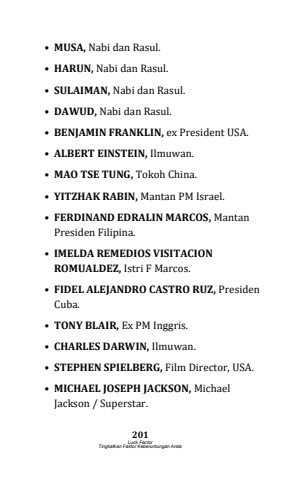 • MUSA, Nabi dan Rasul.
• HARUN, Nabi dan Rasul.
• SULAIMAN, Nabi dan Rasul.
• DAWUD, Nabi dan Rasul.
• BENJAMIN FRANKLIN, ex President USA.
• ALBERT EINSTEIN, Ilmuwan.
• MAO TSE TUNG, Tokoh China.
• YITZHAK RABIN, Mantan PM Israel.
• FERDINAND EDRALIN MARCOS, Mantan
Presiden Filipina.
• IMELDA REMEDIOS VISITACION
ROMUALDEZ, Istri F Marcos.
• FIDEL ALEJANDRO CASTRO RUZ, Presiden
Cuba.
• TONY BLAIR, Ex PM Inggris.
• CHARLES DARWIN, Ilmuwan.
• STEPHEN SPIELBERG, Film Director, USA.
• MICHAEL JOSEPH JACKSON, Michael
Jackson / Superstar.
201
Luck Factor
Tingkatkan Faktor Keberuntungan Anda